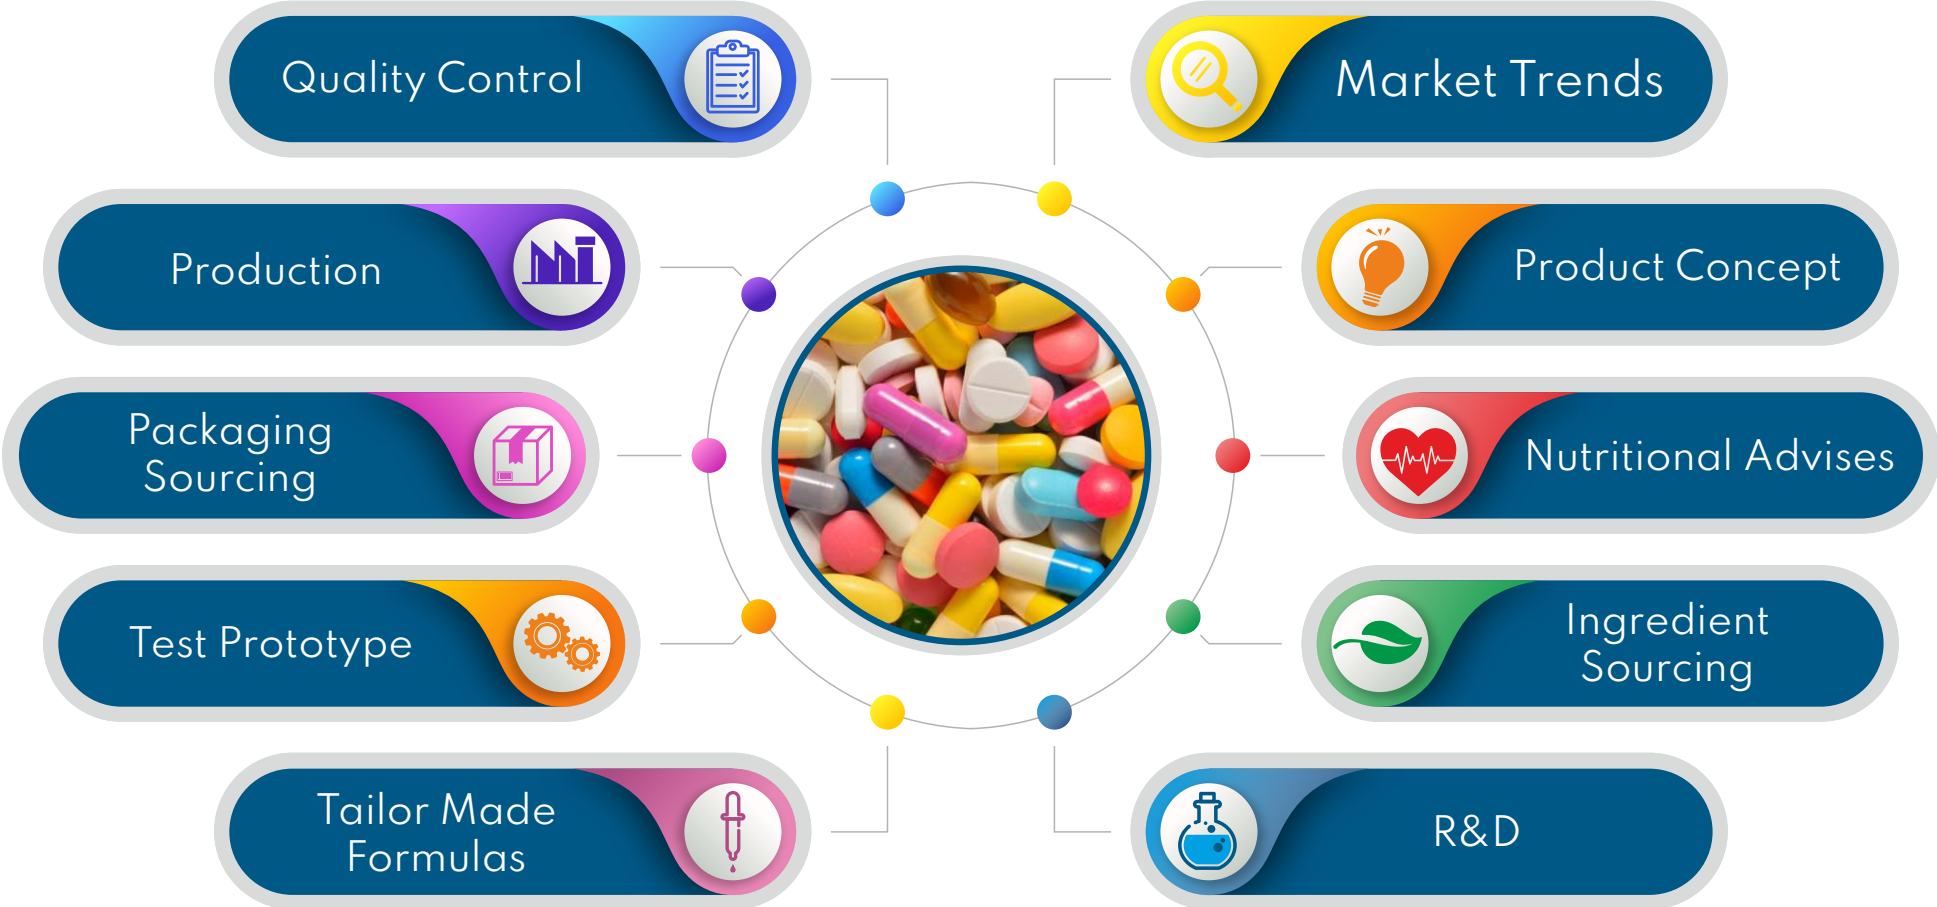 Quality Control
Market Trends
Production
Product Concept
Packaging
Sourcing
Nutritional Advises
Test Prototype
Ingredient
Sourcing
Tailor Made
Formulas
R&D